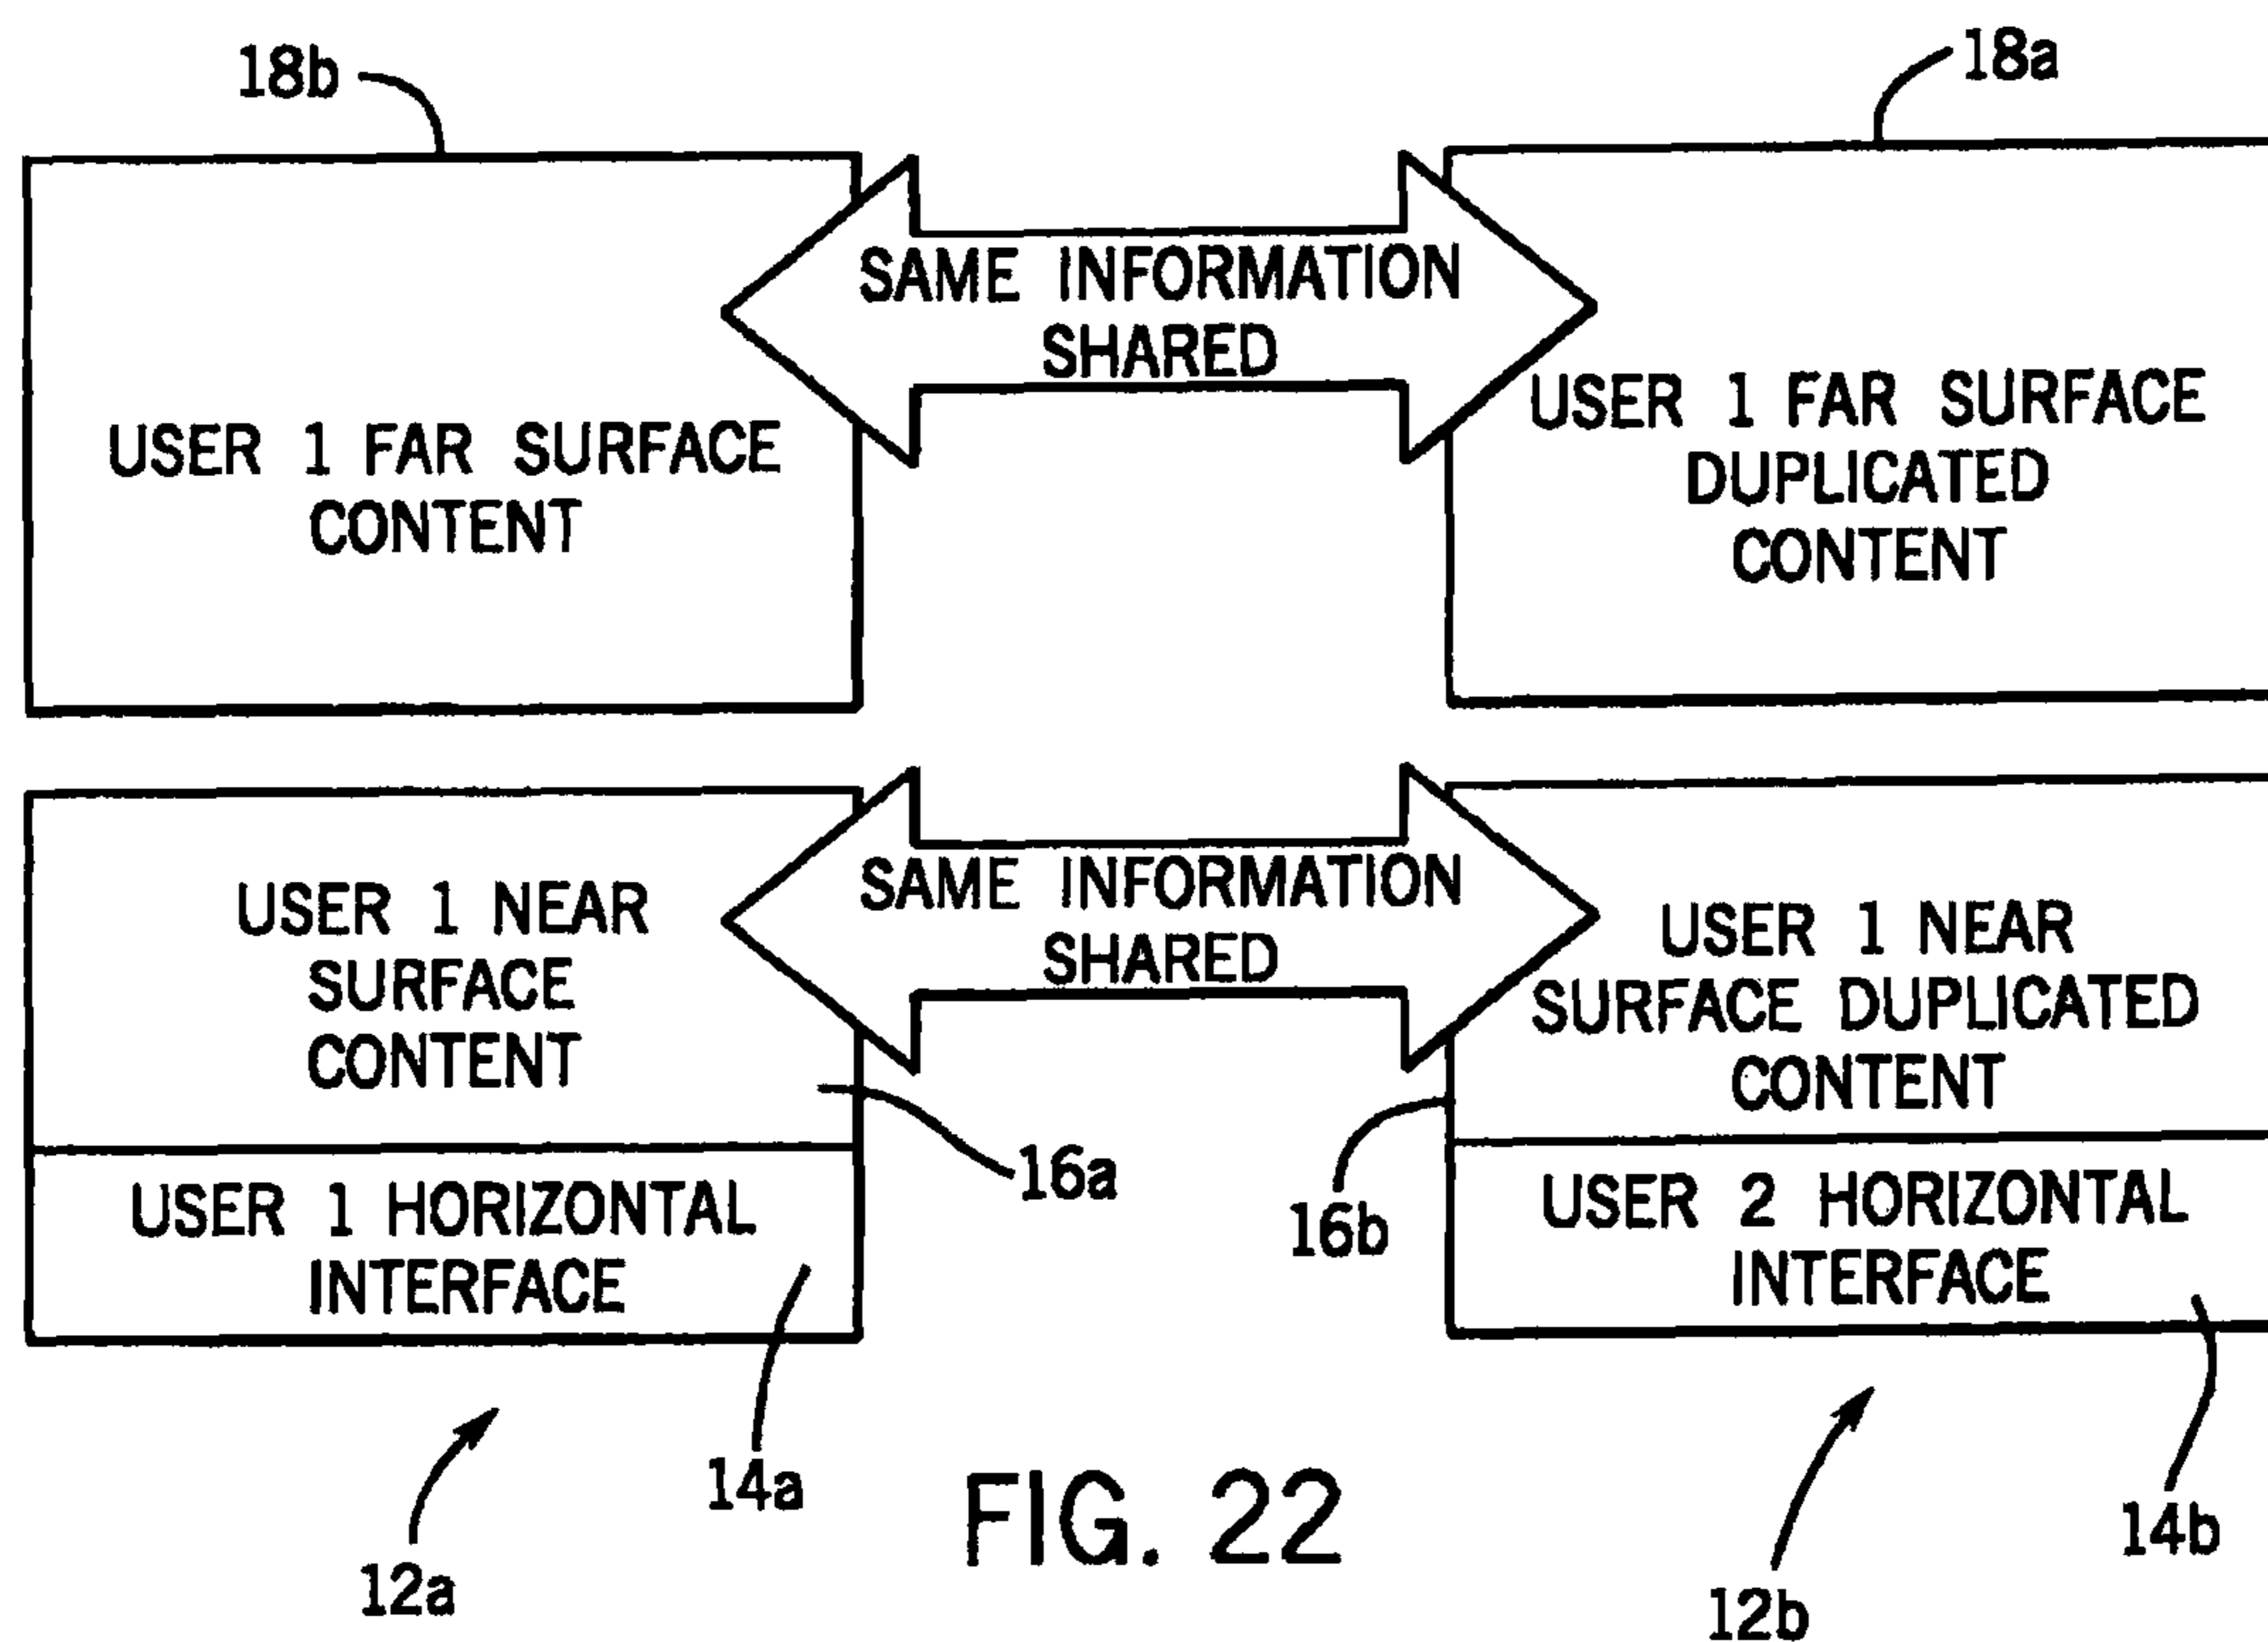 18b
18a
SAME INFORMATION
SHARED
USER 1 FAR SURFACE
CONTENT
USER 1 FAR SURFACE
DUPLICATED
CONTENT
SAME INFORMATION
SHARED
USER 1 NEAR
SURFACE
CONTENT
USER 1 NEAR
SURFACE DUPLICATED
CONTENT
16a
16b
USER 1 HORIZONTAL
INTERFACE
USER 2 HORIZONTAL
INTERFACE
14a
14b
12a
12b
FIG. 22